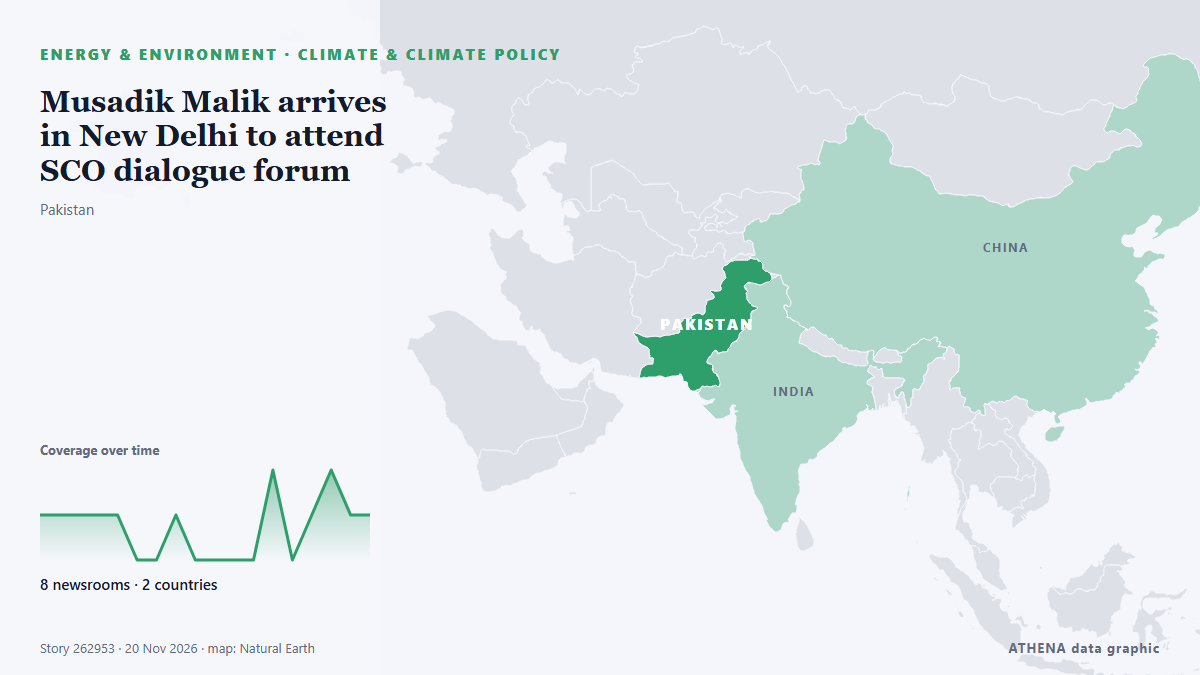 ENERGY & ENVIRONMENT · CLIMATE & CLIMATE POLICY
Musadik Malik arrives
in New Delhi to attend
SCO dialogue forum
Pakistan
CHINA
PAKISTAN
INDIA
Coverage over time
8 newsrooms · 2 countries
Story 262953 · 20 Nov 2026 · map: Natural Earth
ATHENA data graphic